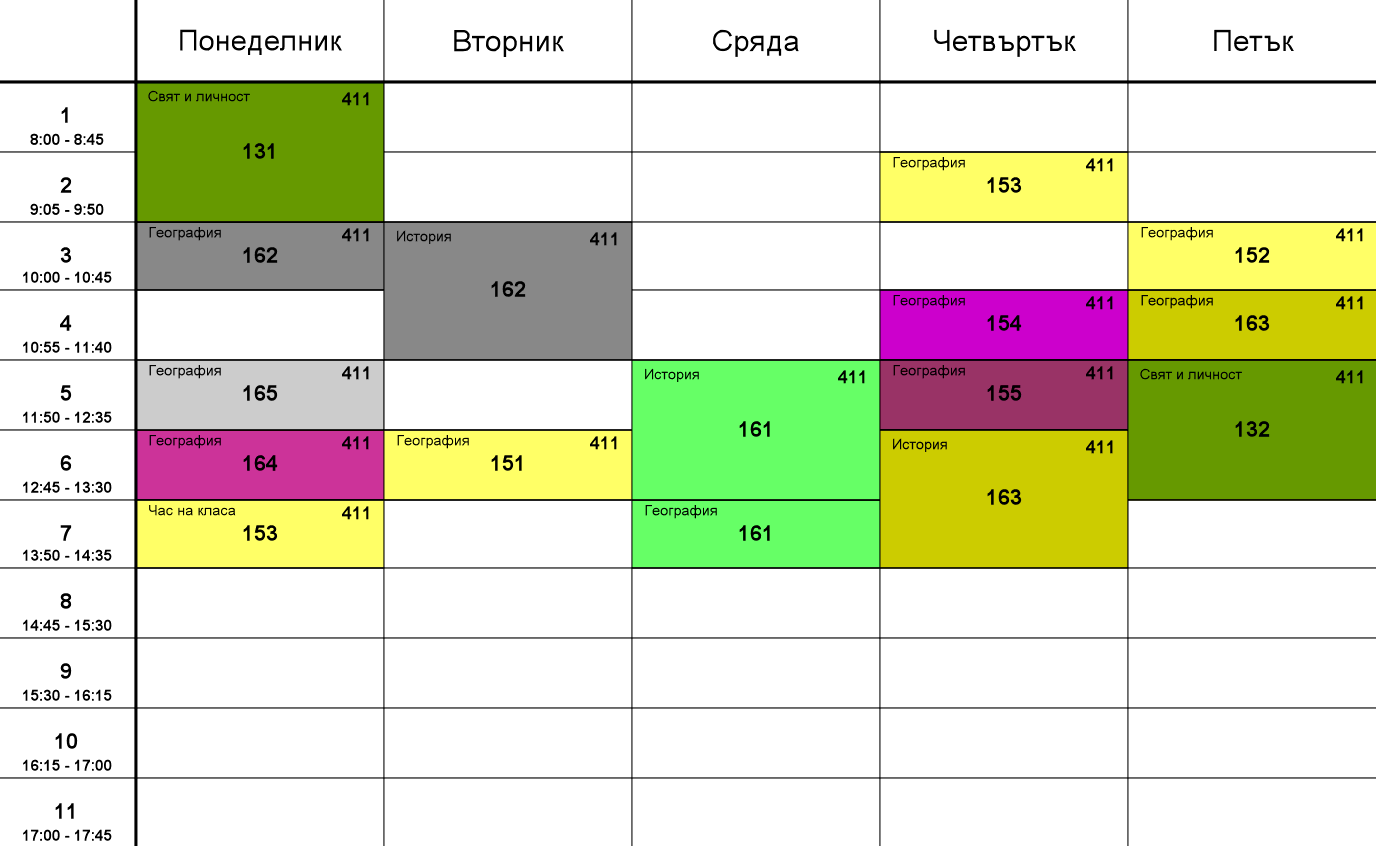 Понеделник Вторник Сряда Четвъртък Петък
1
8:00 - 8:45
Свят и личност 411
131
2
9:05 - 9:50
География 411
153
3
10:00 - 10:45
География 411
162
История 411
162
География 411
152
4
10:55 - 11:40
География 411
154
География 411
163
5
11:50 - 12:35
География 411
165
История 411
161
География 411
155
Свят и личност 411
132
6
12:45 - 13:30
География 411
164
География 411
151
История 411
163
7
13:50 - 14:35
Час на класа 411
153
География
161
8
14:45 - 15:30
9
15:30 - 16:15
10
16:15 - 17:00
11
17:00 - 17:45